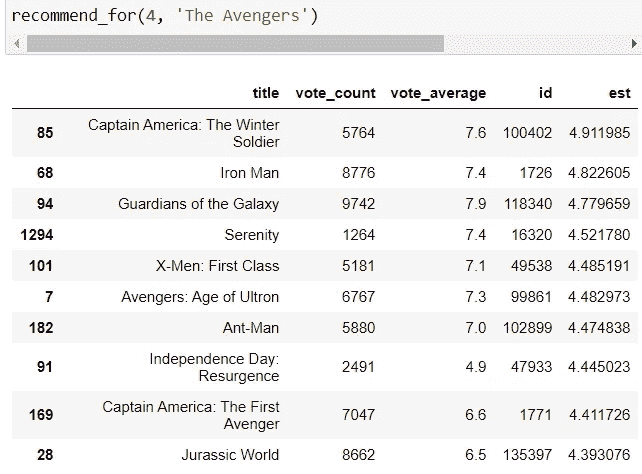 recommend_for(4, 'The Avengers')
title vote_count vote_average id est
85 Captain America: The Winter Soldier 5764 7.6 100402 4.911985
68 Iron Man 8776 7.4 1726 4.822605
94 Guardians of the Galaxy 9742 7.9 118340 4.779659
1294 Serenity 1264 7.4 16320 4.521780
101 X-Men: First Class 5181 7.1 49538 4.485191
7 Avengers: Age of Ultron 6767 7.3 99861 4.482973
182 Ant-Man 5880 7.0 102899 4.474838
91 Independence Day: Resurgence 2491 4.9 47933 4.445023
169 Captain America: The First Avenger 7047 6.6 1771 4.411726
28 Jurassic World 8662 6.5 135397 4.393076